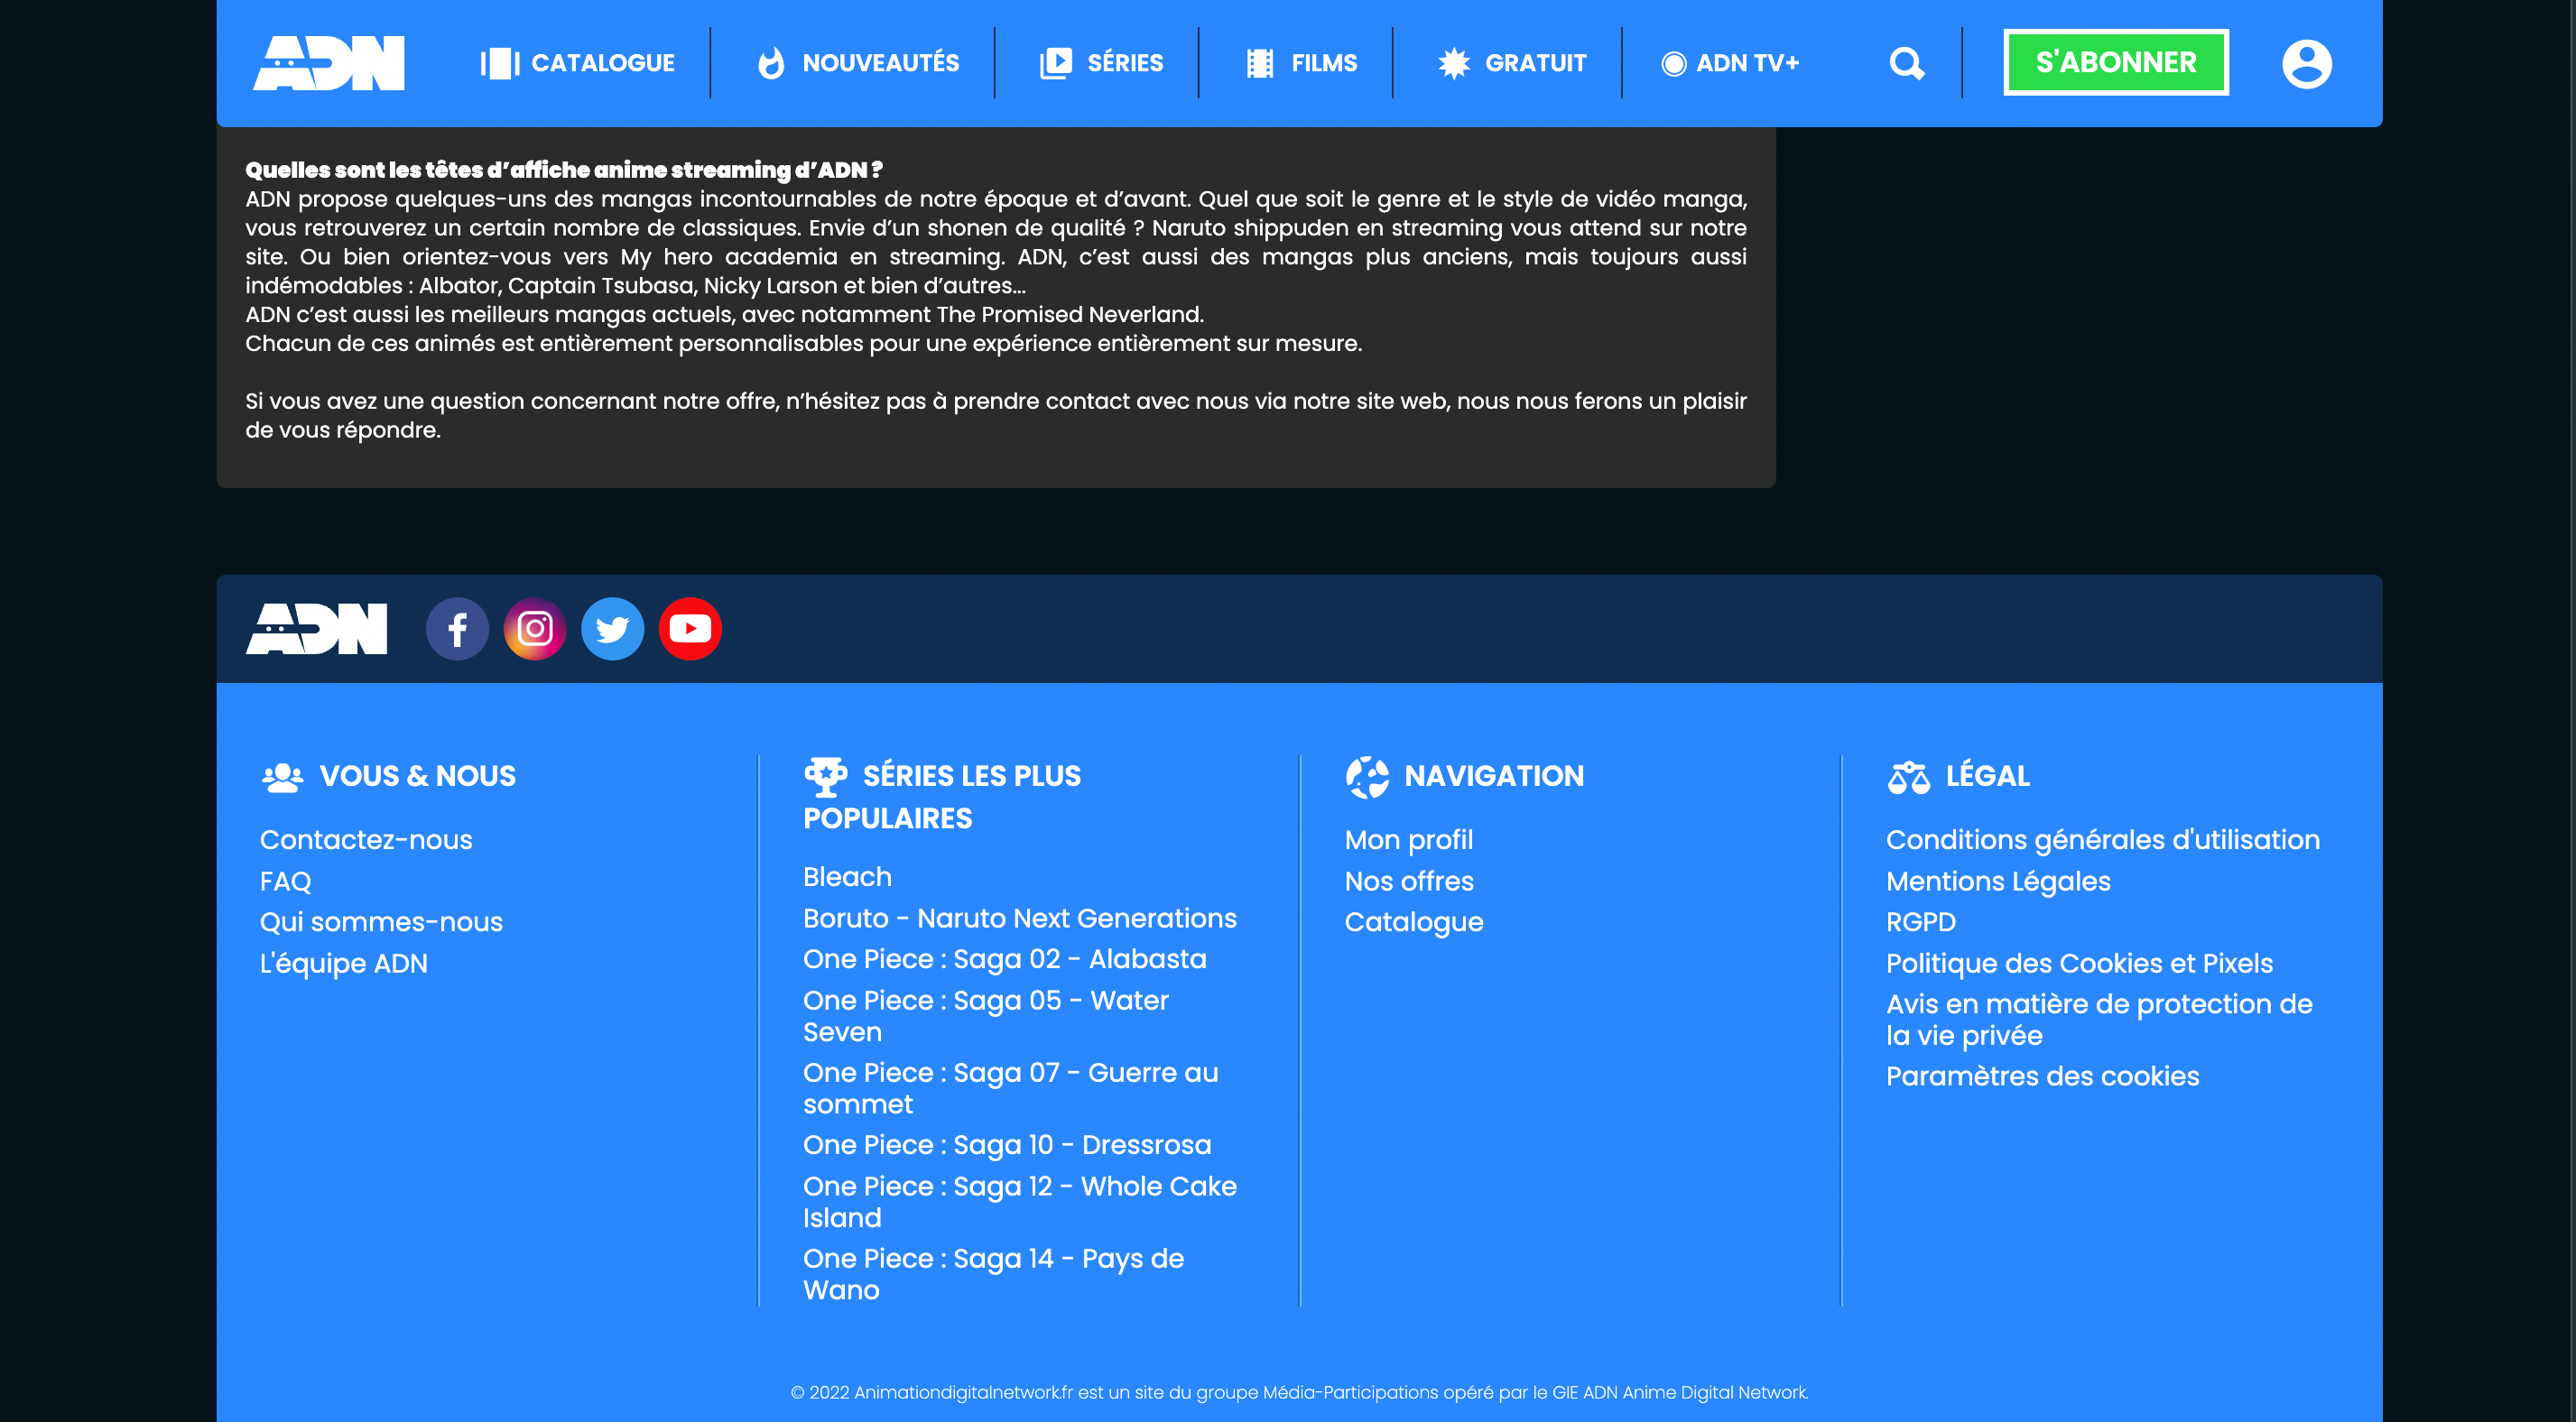 ADN
CATALOGUE
NOUVEAUTÉS
SÉRIES
FILMS
GRATUIT
ADN TV+
S'ABONNER
Quelles sont les têtes d’affiche anime streaming d’ADN ?
ADN propose quelques-uns des mangas incontournables de notre époque et d’avant. Quel que soit le genre et le style de vidéo manga,
vous retrouverez un certain nombre de classiques. Envie d’un shonen de qualité ? Naruto shippuden en streaming vous attend sur notre
site. Ou bien orientez-vous vers My hero academia en streaming. ADN, c’est aussi des mangas plus anciens, mais toujours aussi
indémodables : Albator, Captain Tsubasa, Nicky Larson et bien d’autres...
ADN c’est aussi les meilleurs mangas actuels, avec notamment The Promised Neverland.
Chacun de ces animés est entièrement personnalisables pour une expérience entièrement sur mesure.
Si vous avez une question concernant notre offre, n’hésitez pas à prendre contact avec nous via notre site web, nous nous ferons un plaisir
de vous répondre.
ADN
VOUS & NOUS
Contactez-nous
FAQ
Qui sommes-nous
L'équipe ADN
SÉRIES LES PLUS
POPULAIRES
Bleach
Boruto - Naruto Next Generations
One Piece : Saga 02 - Alabasta
One Piece : Saga 05 - Water
Seven
One Piece : Saga 07 - Guerre au
sommet
One Piece : Saga 10 - Dressrosa
One Piece : Saga 12 - Whole Cake
Island
One Piece : Saga 14 - Pays de
Wano
NAVIGATION
Mon profil
Nos offres
Catalogue
LÉGAL
Conditions générales d'utilisation
Mentions Légales
RGPD
Politique des Cookies et Pixels
Avis en matière de protection de
la vie privée
Paramètres des cookies
© 2022 Animationdigitalnetwork.fr est un site du groupe Média-Participations opéré par le GIE ADN Anime Digital Network.